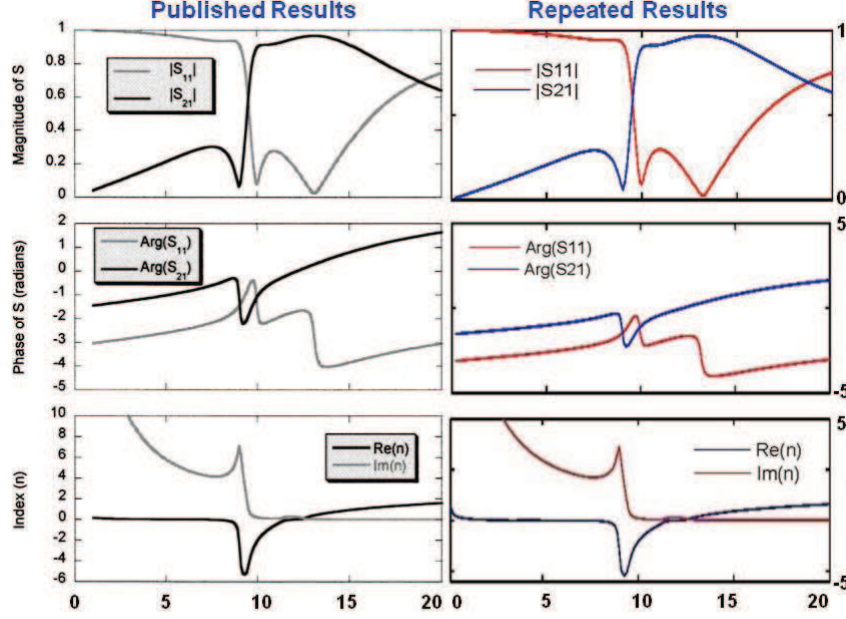 Published Results
Repeated Results
Magnitude of S
1
0.8
0.6
0.4
0.2
0
|S11|
|S21|
|S11|
|S21|
1
0
Phase of S (radians)
2
1
0
-1
-2
-3
-4
-5
Arg(S11)
Arg(S21)
Arg(S11)
Arg(S21)
5
-5
Index (n)
10
8
6
4
2
0
-2
-4
-6
Re(n)
Im(n)
Re(n)
Im(n)
5
-5
0 5 10 15 20
0 5 10 15 20